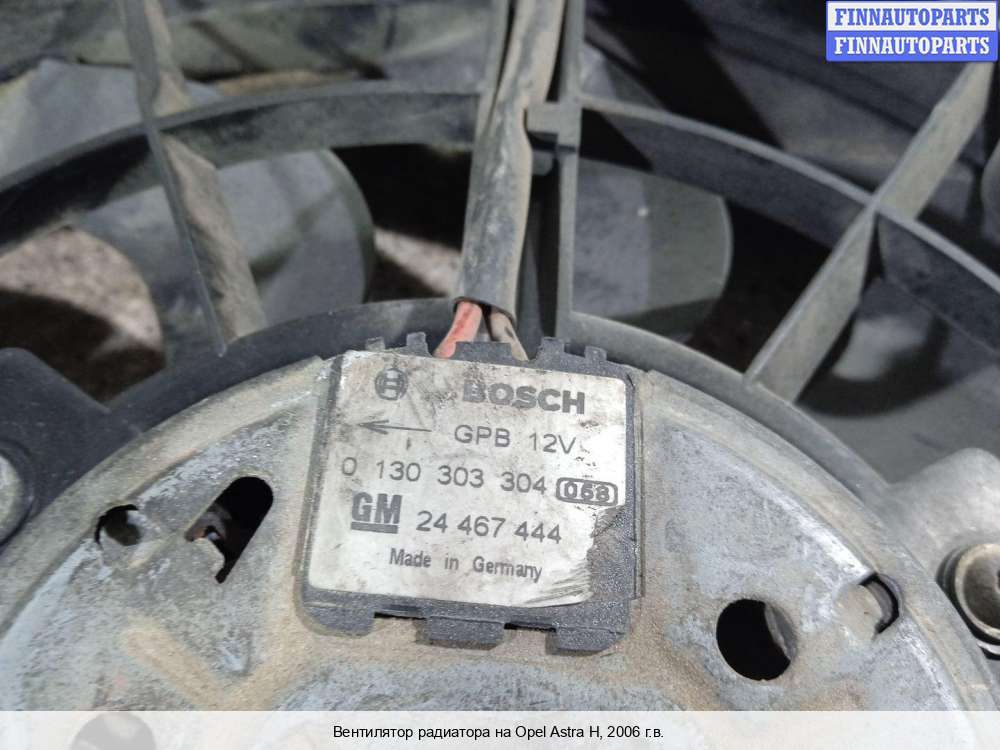 FINNAUTOPARTS
FINNAUTOPARTS
BOSCH
GPB 12V
0 130 303 304 058
GM 24 467 444
Made in Germany
Вентилятор радиатора на Opel Astra H, 2006 г.в.